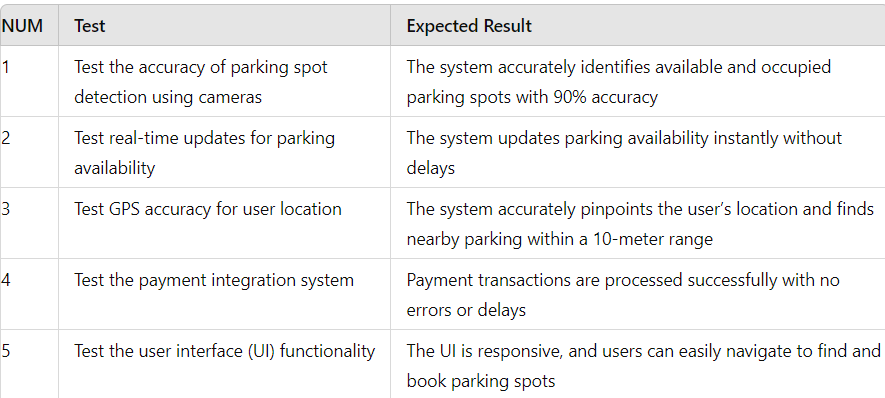 NUM Test Expected Result
1 Test the accuracy of parking spot The system accurately identifies available and occupied
detection using cameras parking spots with 90% accuracy
2 Test real-time updates for parking The system updates parking availability instantly without
availability delays
3 Test GPS accuracy for user location The system accurately pinpoints the user’s location and finds
nearby parking within a 10-meter range
4 Test the payment integration system Payment transactions are processed successfully with no
errors or delays
5 Test the user interface (UI) functionality The UI is responsive, and users can easily navigate to find and
book parking spots